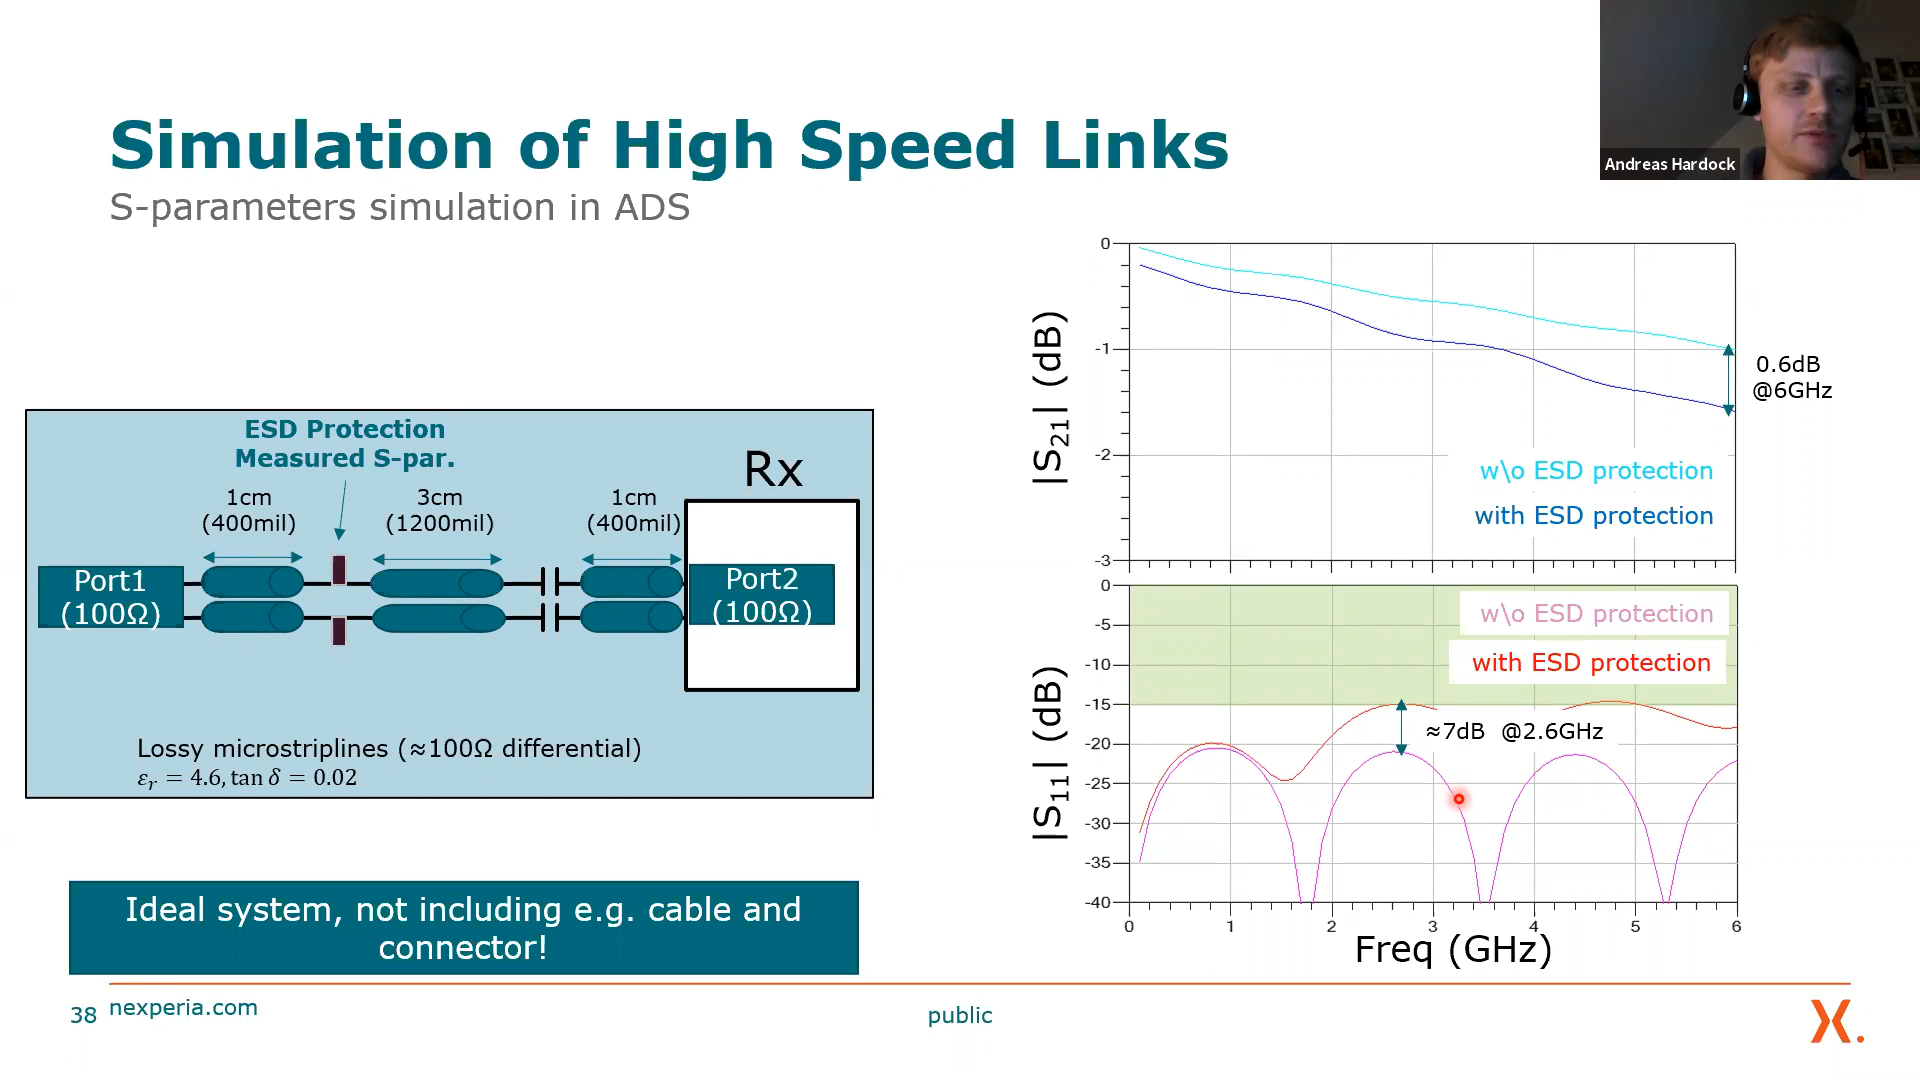 Andreas Hardock
Simulation of High Speed Links
S-parameters simulation in ADS
ESD Protection
Measured S-par.
Rx
1cm
(400mil)
3cm
(1200mil)
1cm
(400mil)
Port1
(100Ω)
Port2
(100Ω)
Lossy microstriplines (≈100Ω differential)
εr = 4.6, tan δ = 0.02
Ideal system, not including e.g. cable and
connector!
|S21| (dB)
0
-1
-2
-3
0.6dB
@6GHz
w\o ESD protection
with ESD protection
|S11| (dB)
0
-5
-10
-15
-20
-25
-30
-35
-40
w\o ESD protection
with ESD protection
≈7dB @2.6GHz
0 1 2 3 4 5 6
Freq (GHz)
38 nexperia.com
public